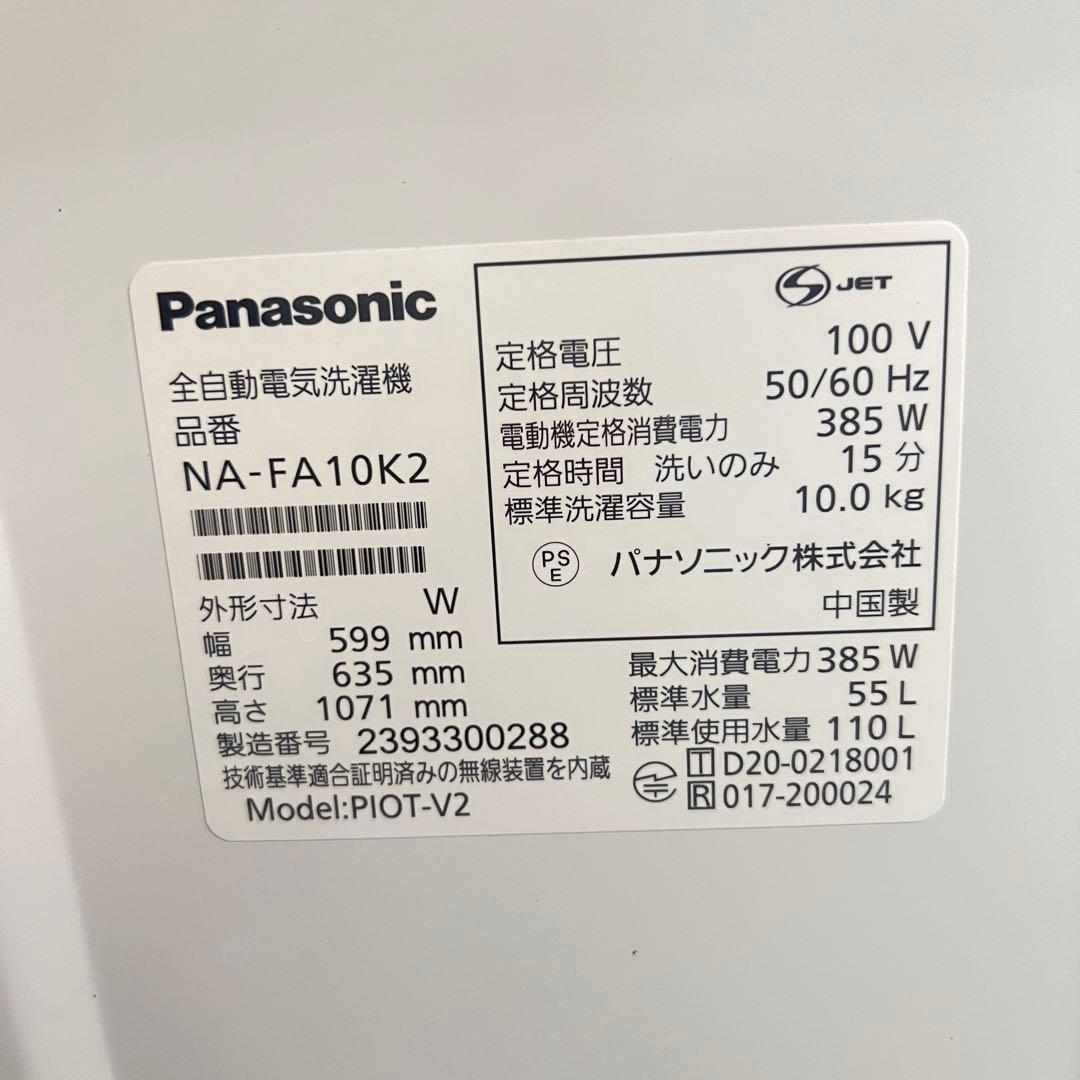 Panasonic
全自動電気洗濯機
品番
NA-FA10K2
外形寸法 W
幅 599 mm
奥行 635 mm
高さ 1071 mm
製造番号 2393300288
技術基準適合証明済みの無線装置を内蔵
Model:PIOT-V2
S JET
定格電圧 100 V
定格周波数 50/60 Hz
電動機定格消費電力 385 W
定格時間 洗いのみ 15 分
標準洗濯容量 10.0 kg
PS E パナソニック株式会社
中国製
最大消費電力 385 W
標準水量 55 L
標準使用水量 110 L
T D20-0218001
R 017-200024